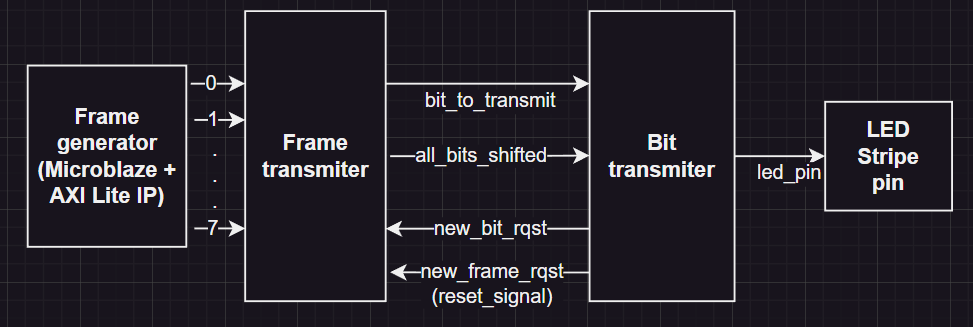 Frame
generator
(Microblaze +
AXI Lite IP)
0
1
.
.
.
7
Frame
transmiter
bit_to_transmit
all_bits_shifted
new_bit_rqst
new_frame_rqst
(reset_signal)
Bit
transmiter
led_pin
LED
Stripe
pin